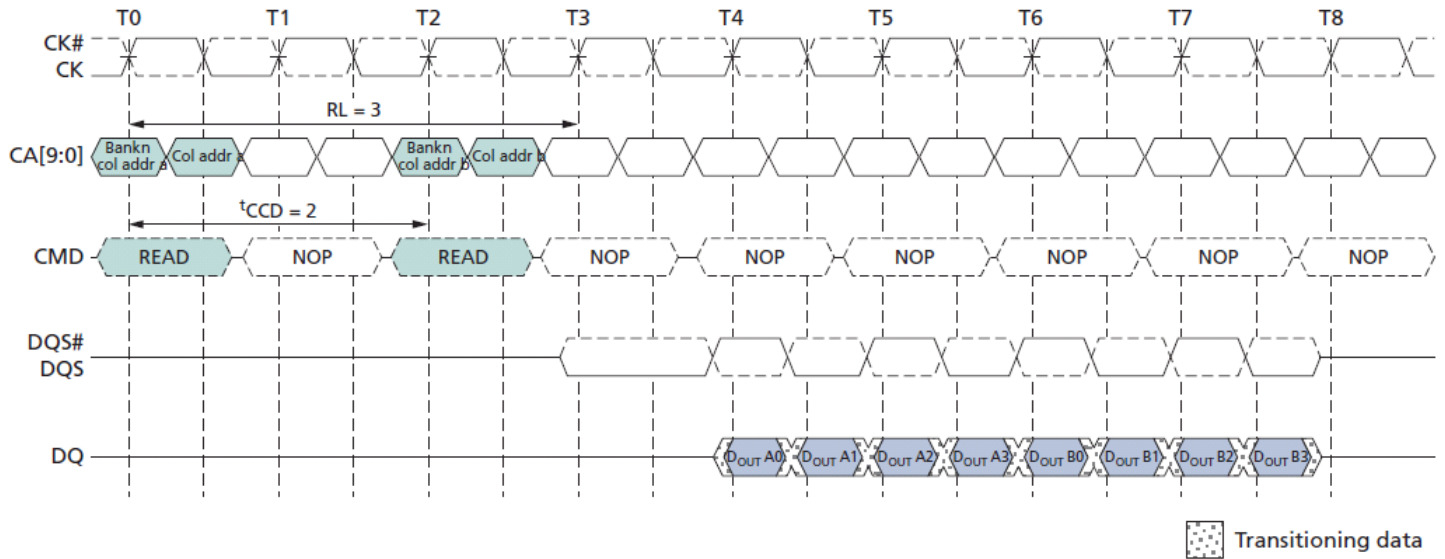 T0 T1 T2 T3 T4 T5 T6 T7 T8
CK#
CK
RL = 3
CA[9:0]
Bankn
col addr a
Col addr a
Bankn
col addr b
Col addr b
tCCD = 2
CMD READ NOP READ NOP NOP NOP NOP NOP NOP
DQS#
DQS
DQ DOUT A0 DOUT A1 DOUT A2 DOUT A3 DOUT B0 DOUT B1 DOUT B2 DOUT B3
Transitioning data